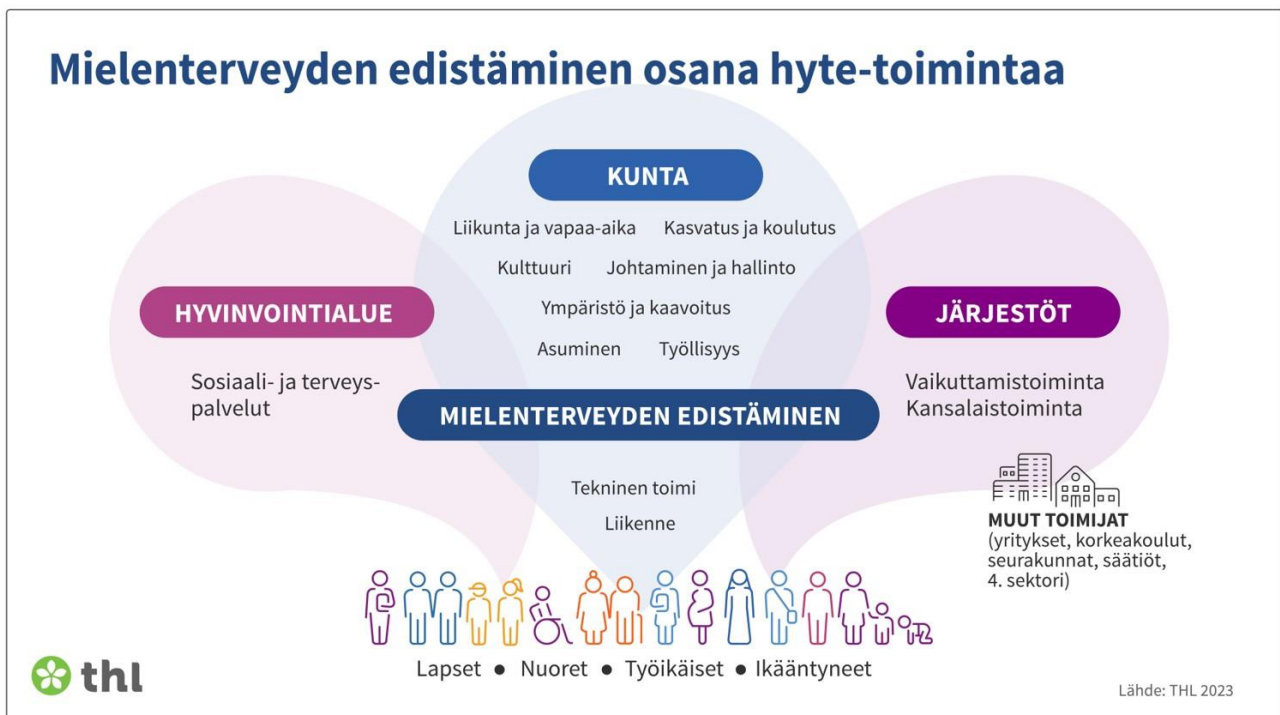 Mielenterveyden edistäminen osana hyte-toimintaa
KUNTA
Liikunta ja vapaa-aika Kasvatus ja koulutus
Kulttuuri Johtaminen ja hallinto
Ympäristö ja kaavoitus
Asuminen Työllisyys
HYVINVOINTIALUE
Sosiaali- ja terveys-
palvelut
JÄRJESTÖT
Vaikuttamistoiminta
Kansalaistoiminta
MIELENTERVEYDEN EDISTÄMINEN
Tekninen toimi
Liikenne
MUUT TOIMIJAT
(yritykset, korkeakoulut,
seurakunnat, säätiöt,
4. sektori)
Lapset • Nuoret • Työikäiset • Ikääntyneet
thl
Lähde: THL 2023